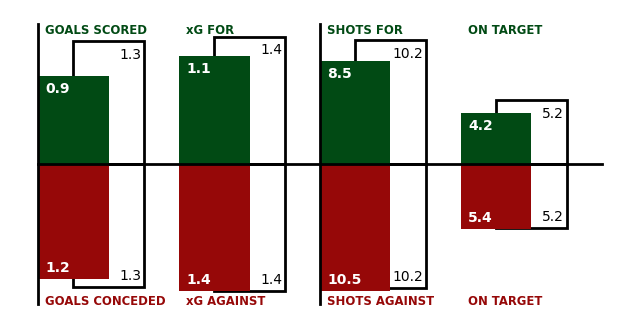 GOALS SCORED xG FOR SHOTS FOR ON TARGET
1.3 1.4 10.2 5.2
0.9 1.1 8.5 4.2
1.2 1.4 10.5 5.4
1.3 1.4 10.2 5.2
GOALS CONCEDED xG AGAINST SHOTS AGAINST ON TARGET